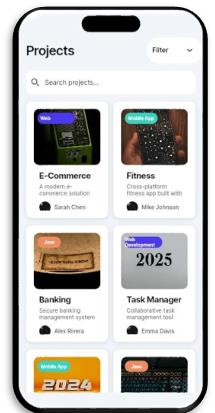 Projects
Filter
Search projects...
Web
Mobile App
E-Commerce
Fitness
A modern e-
commerce solution
Cross-platform
fitness app built with
Sarah Chen
Mike Johnson
Java
Web
Development
2025
Banking
Task Manager
Secure banking
management system
Collaborative task
management tool
Alex Rivera
Emma Davis
Mobile App
Java
2024